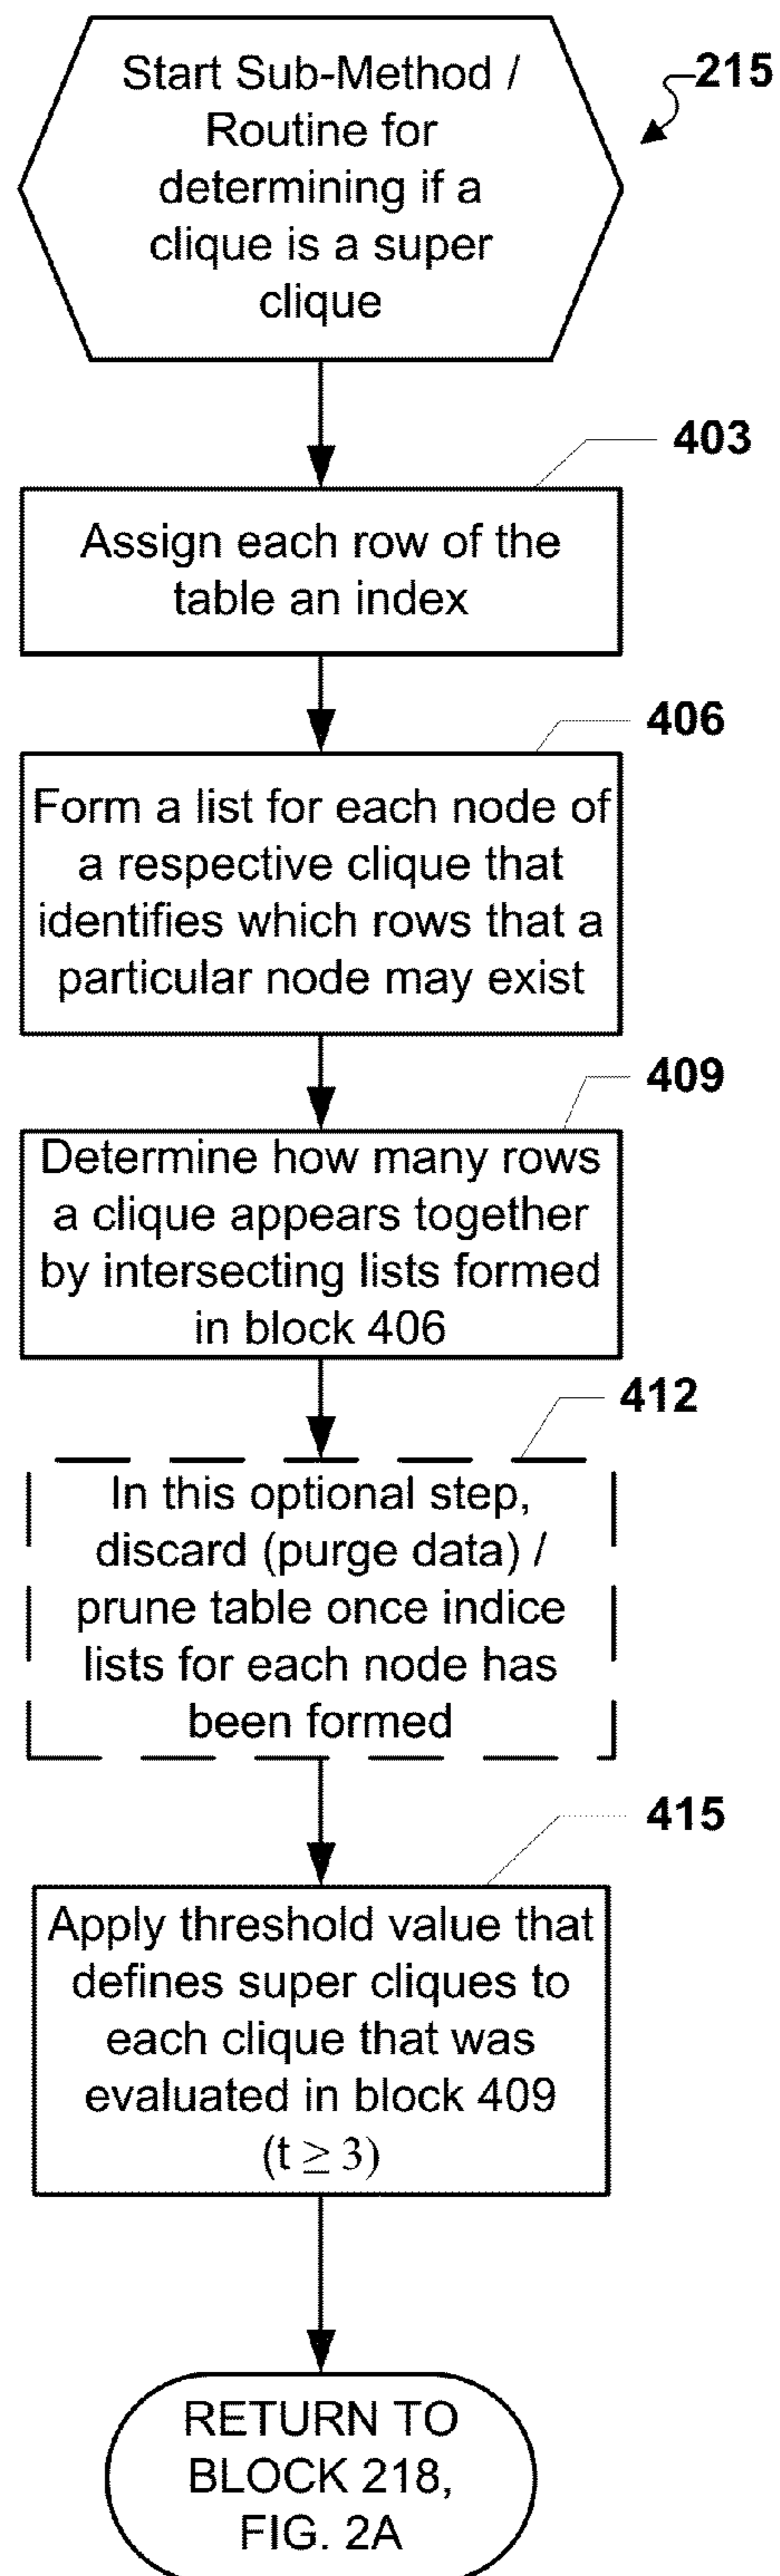 Start Sub-Method /
Routine for
determining if a
clique is a super
clique
215
403
Assign each row of the
table an index
406
Form a list for each node of
a respective clique that
identifies which rows that a
particular node may exist
409
Determine how many rows
a clique appears together
by intersecting lists formed
in block 406
412
In this optional step,
discard (purge data) /
prune table once indice
lists for each node has
been formed
415
Apply threshold value that
defines super cliques to
each clique that was
evaluated in block 409
(t ≥ 3)
RETURN TO
BLOCK 218,
FIG. 2A